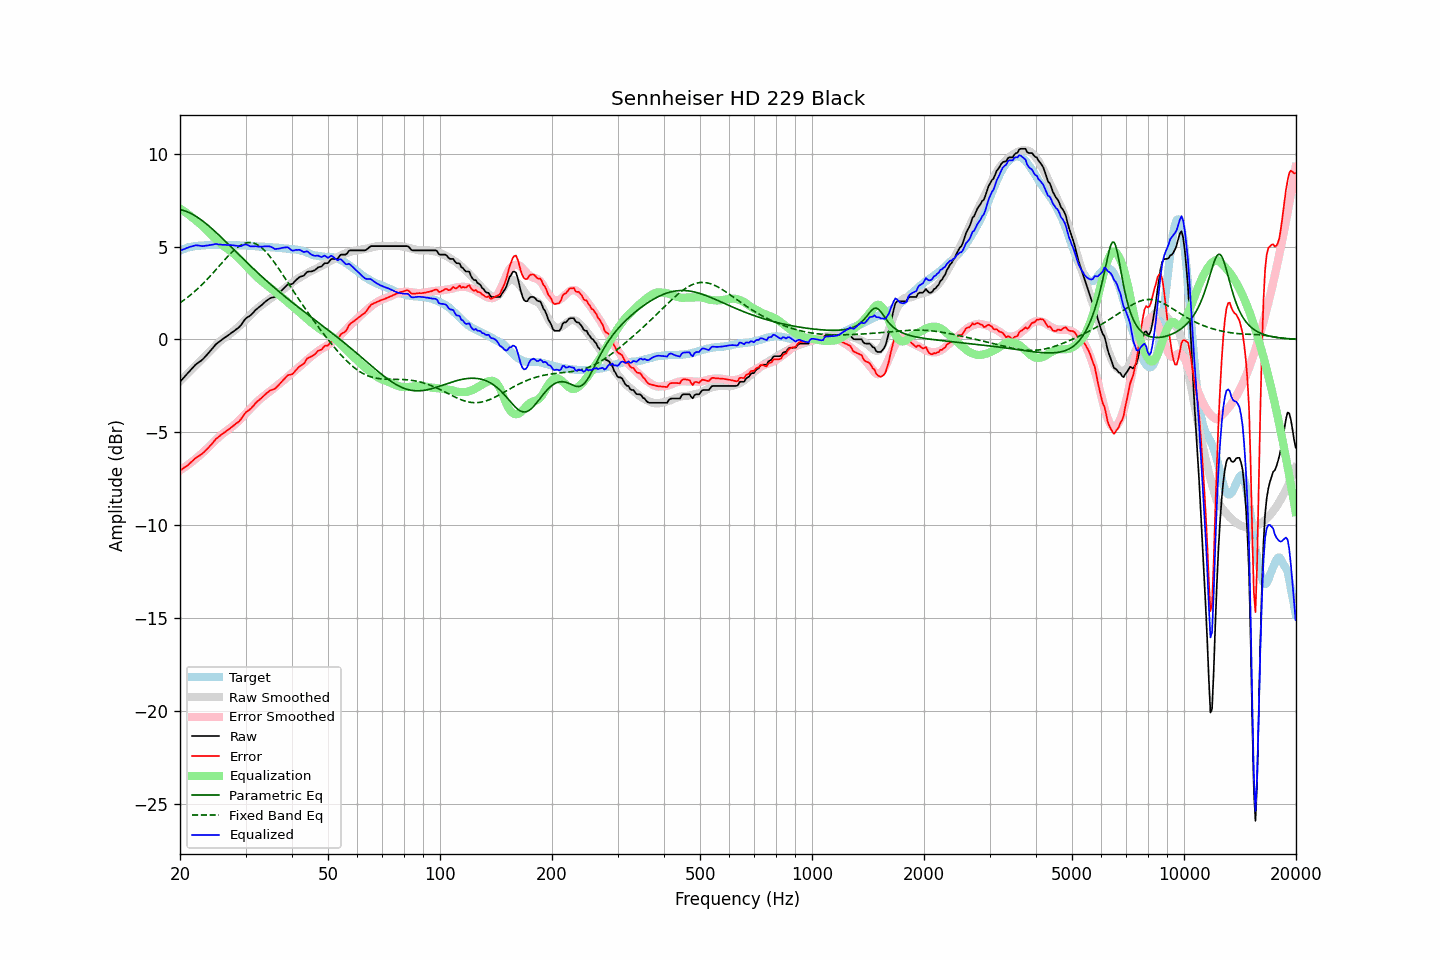 Sennheiser HD 229 Black
Amplitude (dBr)
10
5
0
−5
−10
−15
−20
−25
Target
Raw Smoothed
Error Smoothed
Raw
Error
Equalization
Parametric Eq
Fixed Band Eq
Equalized
20 50 100 200 500 1000 2000 5000 10000 20000
Frequency (Hz)